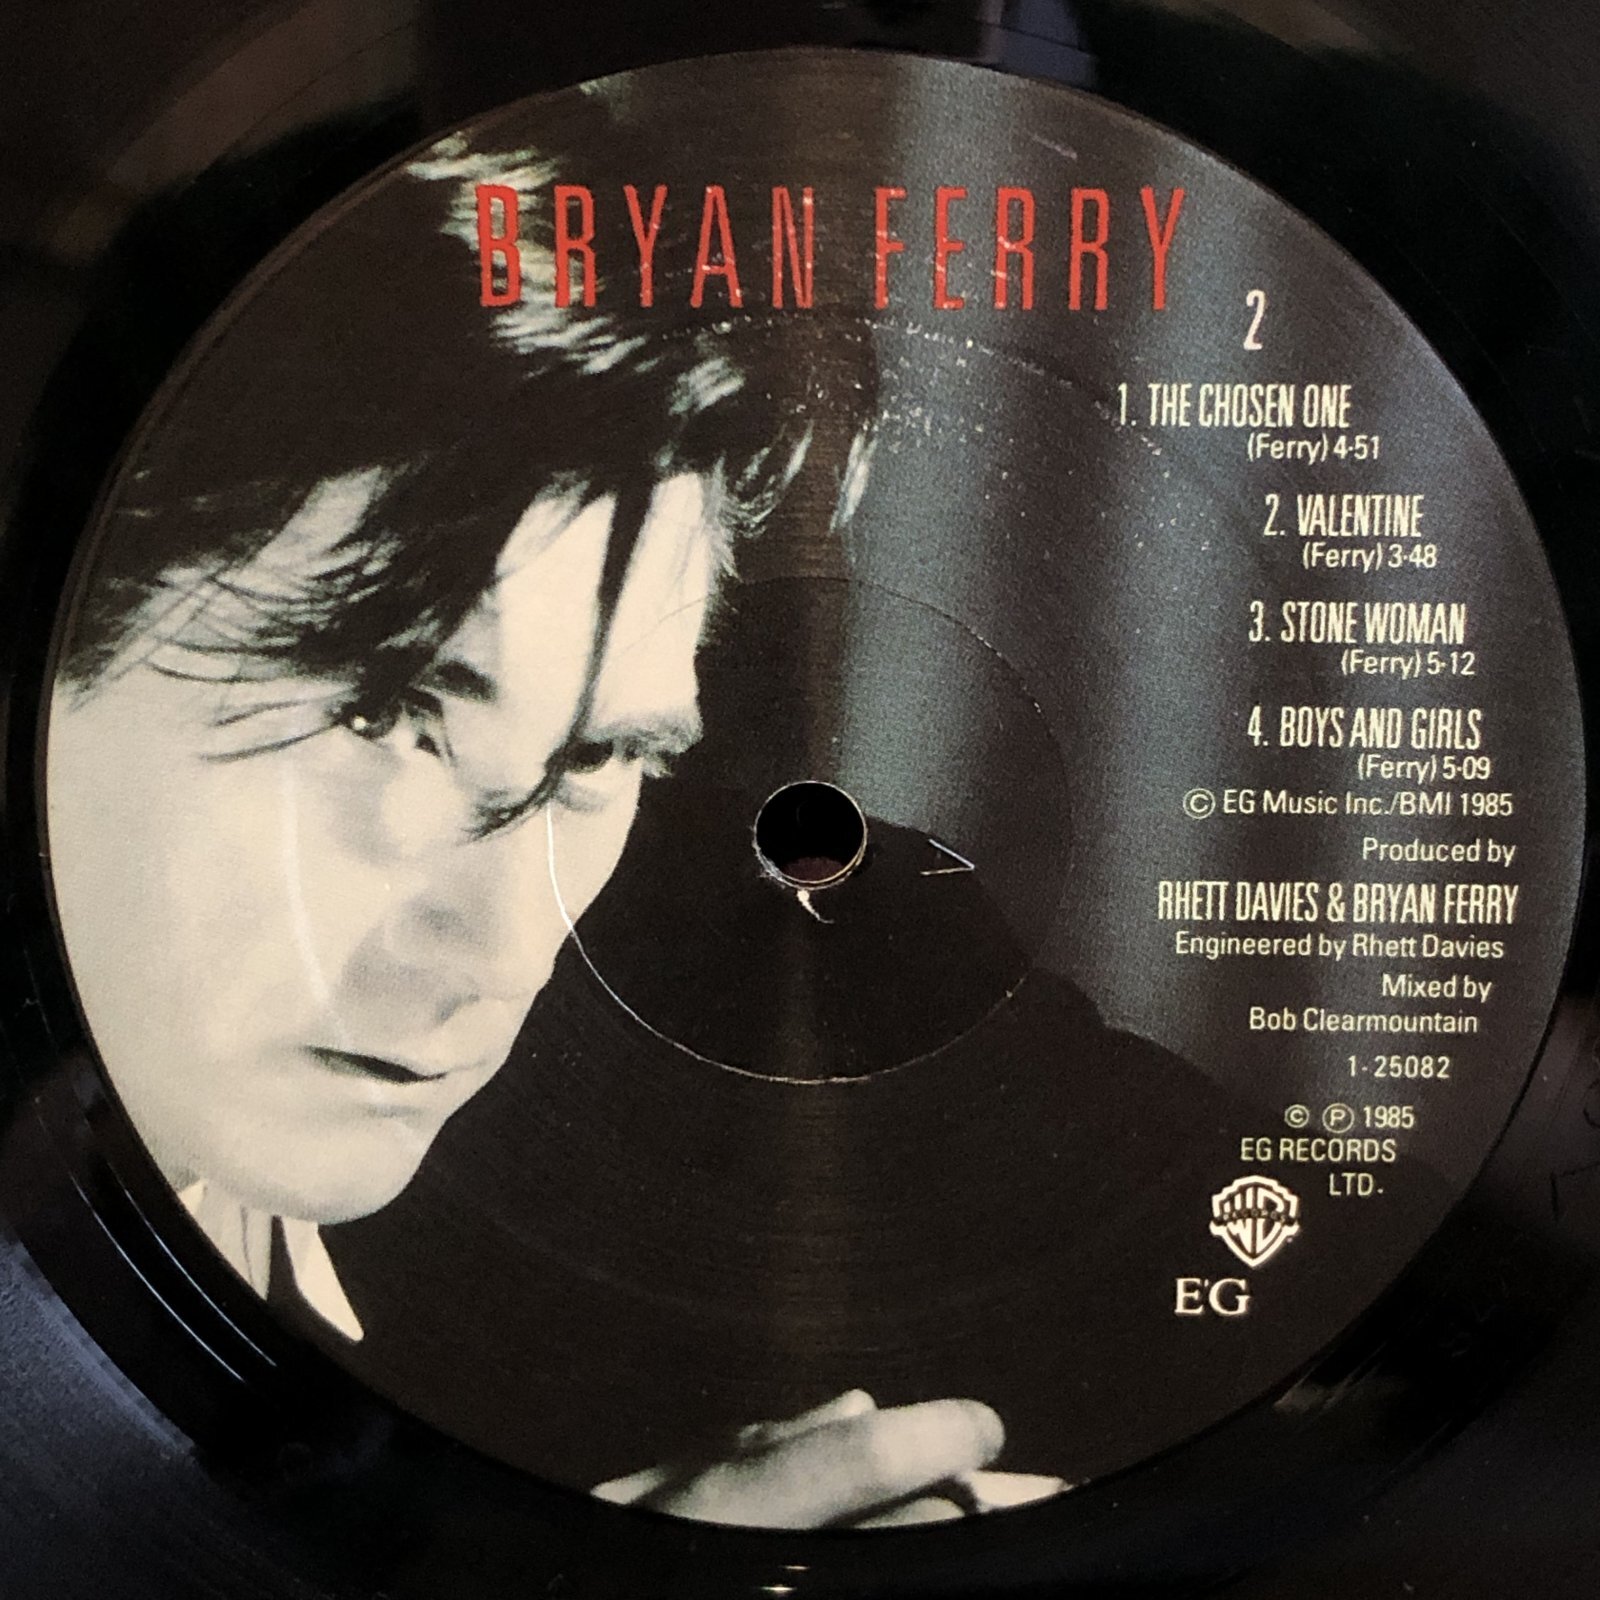 BRYAN FERRY
2
1. THE CHOSEN ONE
(Ferry) 4·51
2. VALENTINE
(Ferry) 3·48
3. STONE WOMAN
(Ferry) 5·12
4. BOYS AND GIRLS
(Ferry) 5·09
© EG Music Inc./BMI 1985
Produced by
RHETT DAVIES & BRYAN FERRY
Engineered by Rhett Davies
Mixed by
Bob Clearmountain
1-25082
© ℗ 1985
EG RECORDS
LTD.
WB
RECORDS
E'G